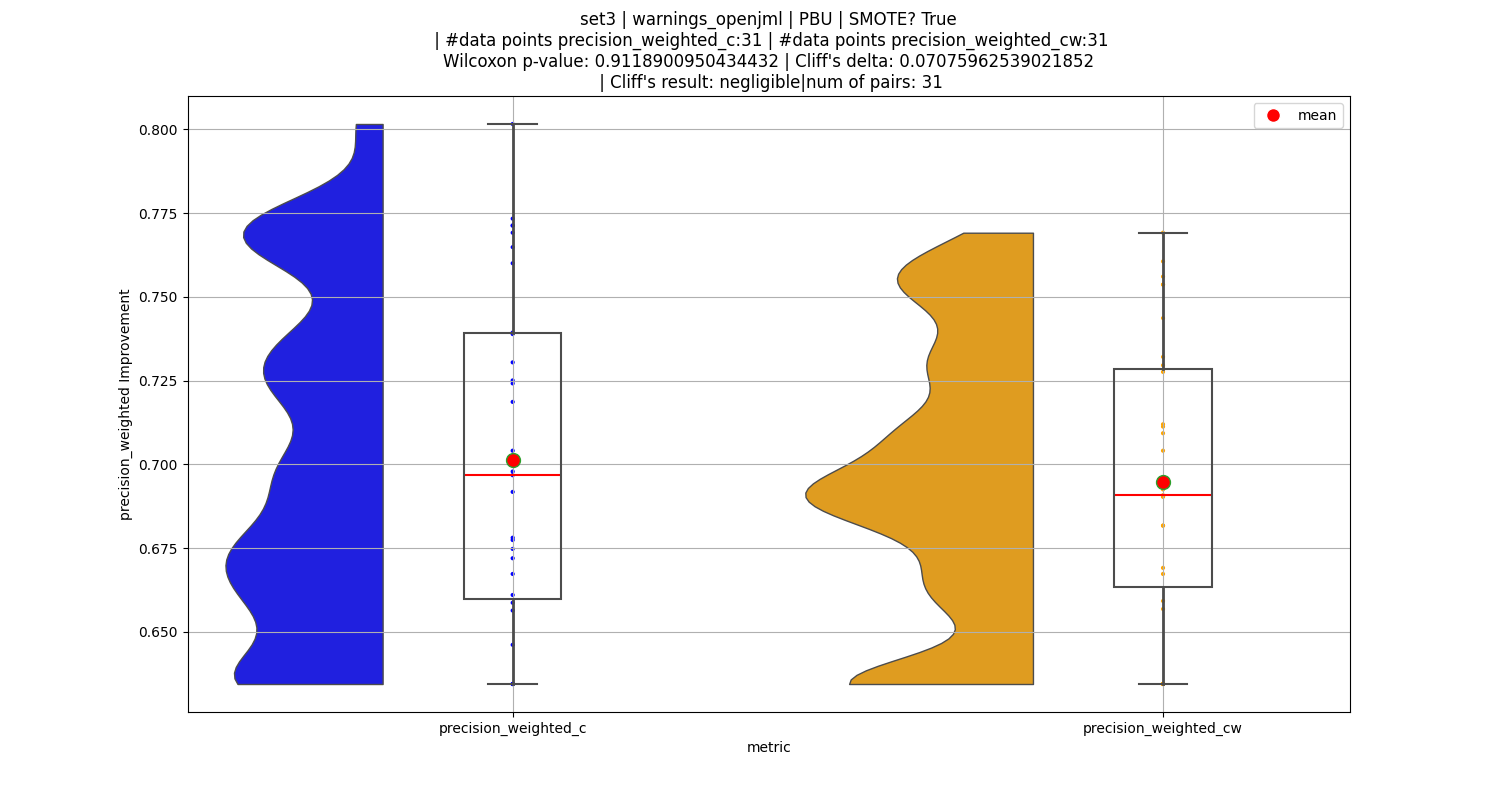 set3 | warnings_openjml | PBU | SMOTE? True
| #data points precision_weighted_c:31 | #data points precision_weighted_cw:31
Wilcoxon p-value: 0.9118900950434432 | Cliff's delta: 0.07075962539021852
| Cliff's result: negligible|num of pairs: 31
mean
0.800
0.775
0.750
0.725
0.700
0.675
0.650
precision_weighted Improvement
precision_weighted_c
precision_weighted_cw
metric